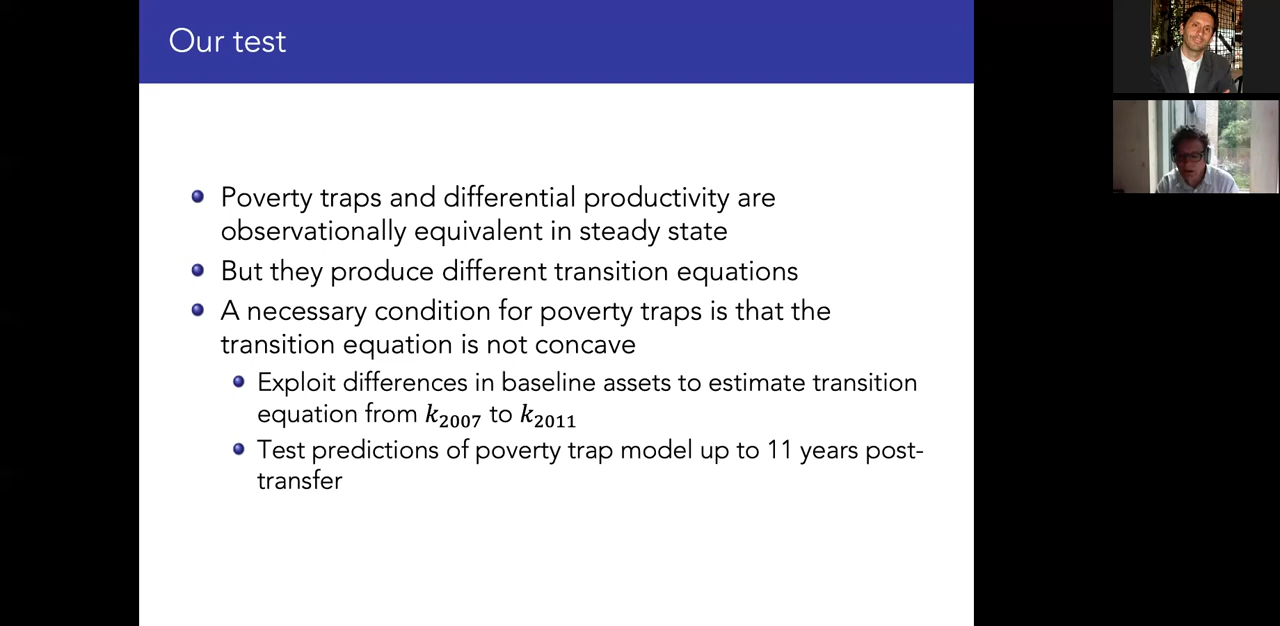 Our test
Poverty traps and differential productivity are
observationally equivalent in steady state
But they produce different transition equations
A necessary condition for poverty traps is that the
transition equation is not concave
Exploit differences in baseline assets to estimate transition
equation from k₂₀₀₇ to k₂₀₁₁
Test predictions of poverty trap model up to 11 years post-
transfer